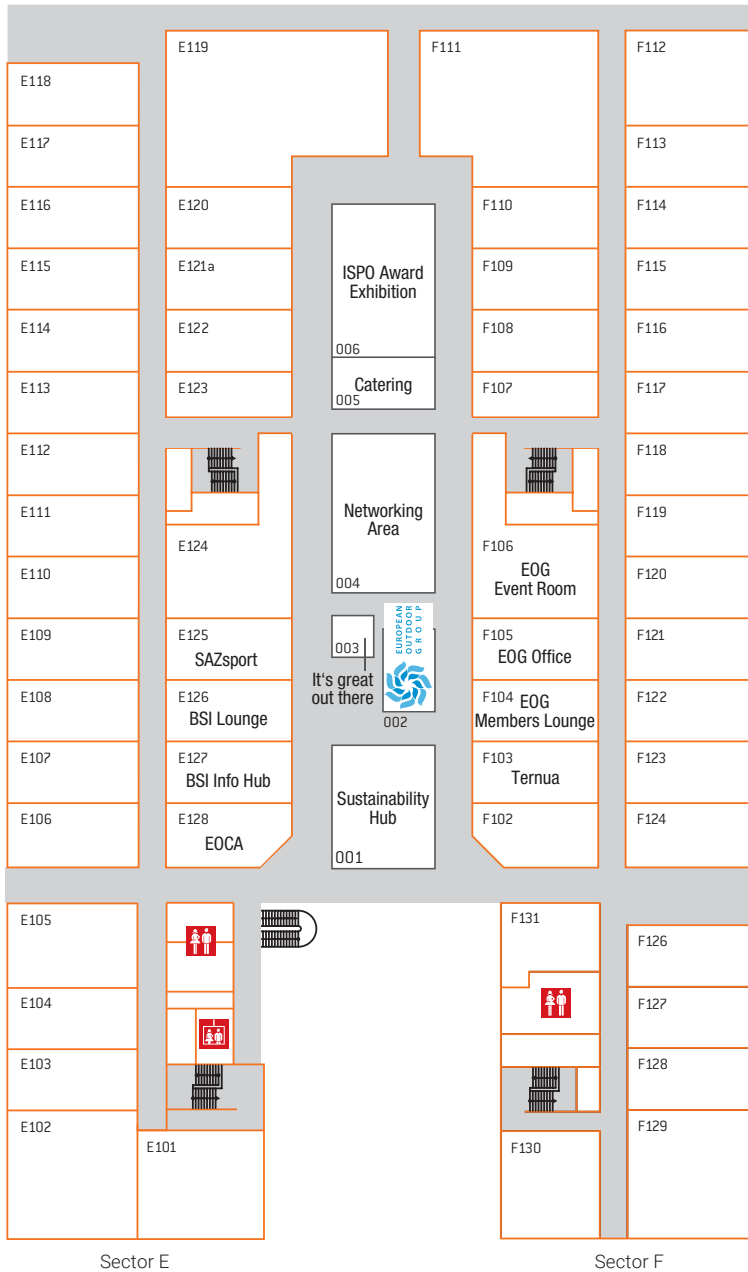 E119
F111
F112
E118
E117
F113
E116
E120
F110
F114
E115
E121a
ISPO Award
Exhibition
F109
F115
E114
E122
006
F108
F116
E113
E123
Catering
005
F107
F117
E112
F118
E111
Networking
Area
F119
E110
E124
004
F106
EOG
Event Room
F120
E109
E125
SAZsport
003
EUROPEAN
OUTDOOR
GROUP
F105
EOG Office
F121
It's great
out there
E108
E126
BSI Lounge
002
F104 EOG
Members Lounge
F122
E107
E127
BSI Info Hub
F103
Ternua
F123
E106
E128
EOCA
Sustainability
Hub
001
F102
F124
E105
F131
F126
E104
F127
E103
F128
E102
E101
F130
F129
Sector E
Sector F